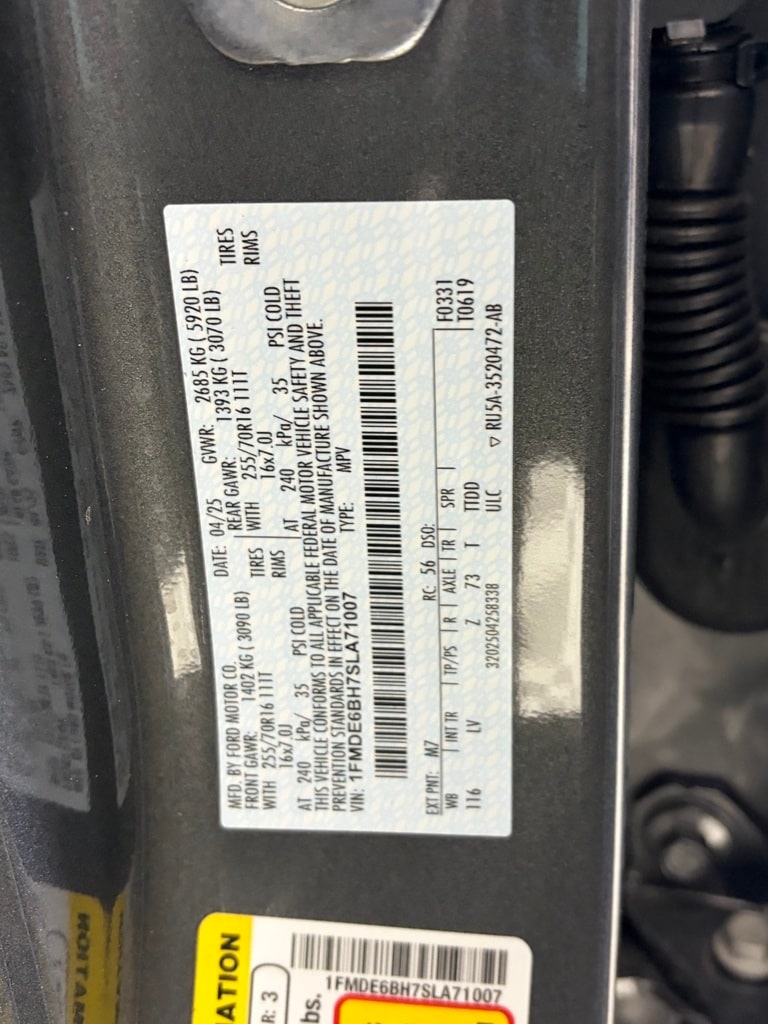 MFD. BY FORD MOTOR CO.
DATE: 04/25 GVWR: 2685 KG ( 5920 LB)
FRONT GAWR: 1402 KG ( 3090 LB)
REAR GAWR: 1393 KG ( 3070 LB)
WITH 255/70R16 111T TIRES
WITH 255/70R16 111T TIRES
16x7.0J RIMS
16x7.0J RIMS
AT 240 kPa/ 35 PSI COLD
AT 240 kPa/ 35 PSI COLD
THIS VEHICLE CONFORMS TO ALL APPLICABLE FEDERAL MOTOR VEHICLE SAFETY AND THEFT
PREVENTION STANDARDS IN EFFECT ON THE DATE OF MANUFACTURE SHOWN ABOVE.
VIN: 1FMDE6BH7SLA71007 TYPE: MPV
EXT PNT: M7 RC: 56 DSO: F0331
WB INT TR TP/PS R AXLE TR SPR T0619
116 LV Z 73 T TTDD
3202504258338 ULC ▽ RU5A-3520472-AB
ATION
R: 3
bs.
1FMDE6BH7SLA71007